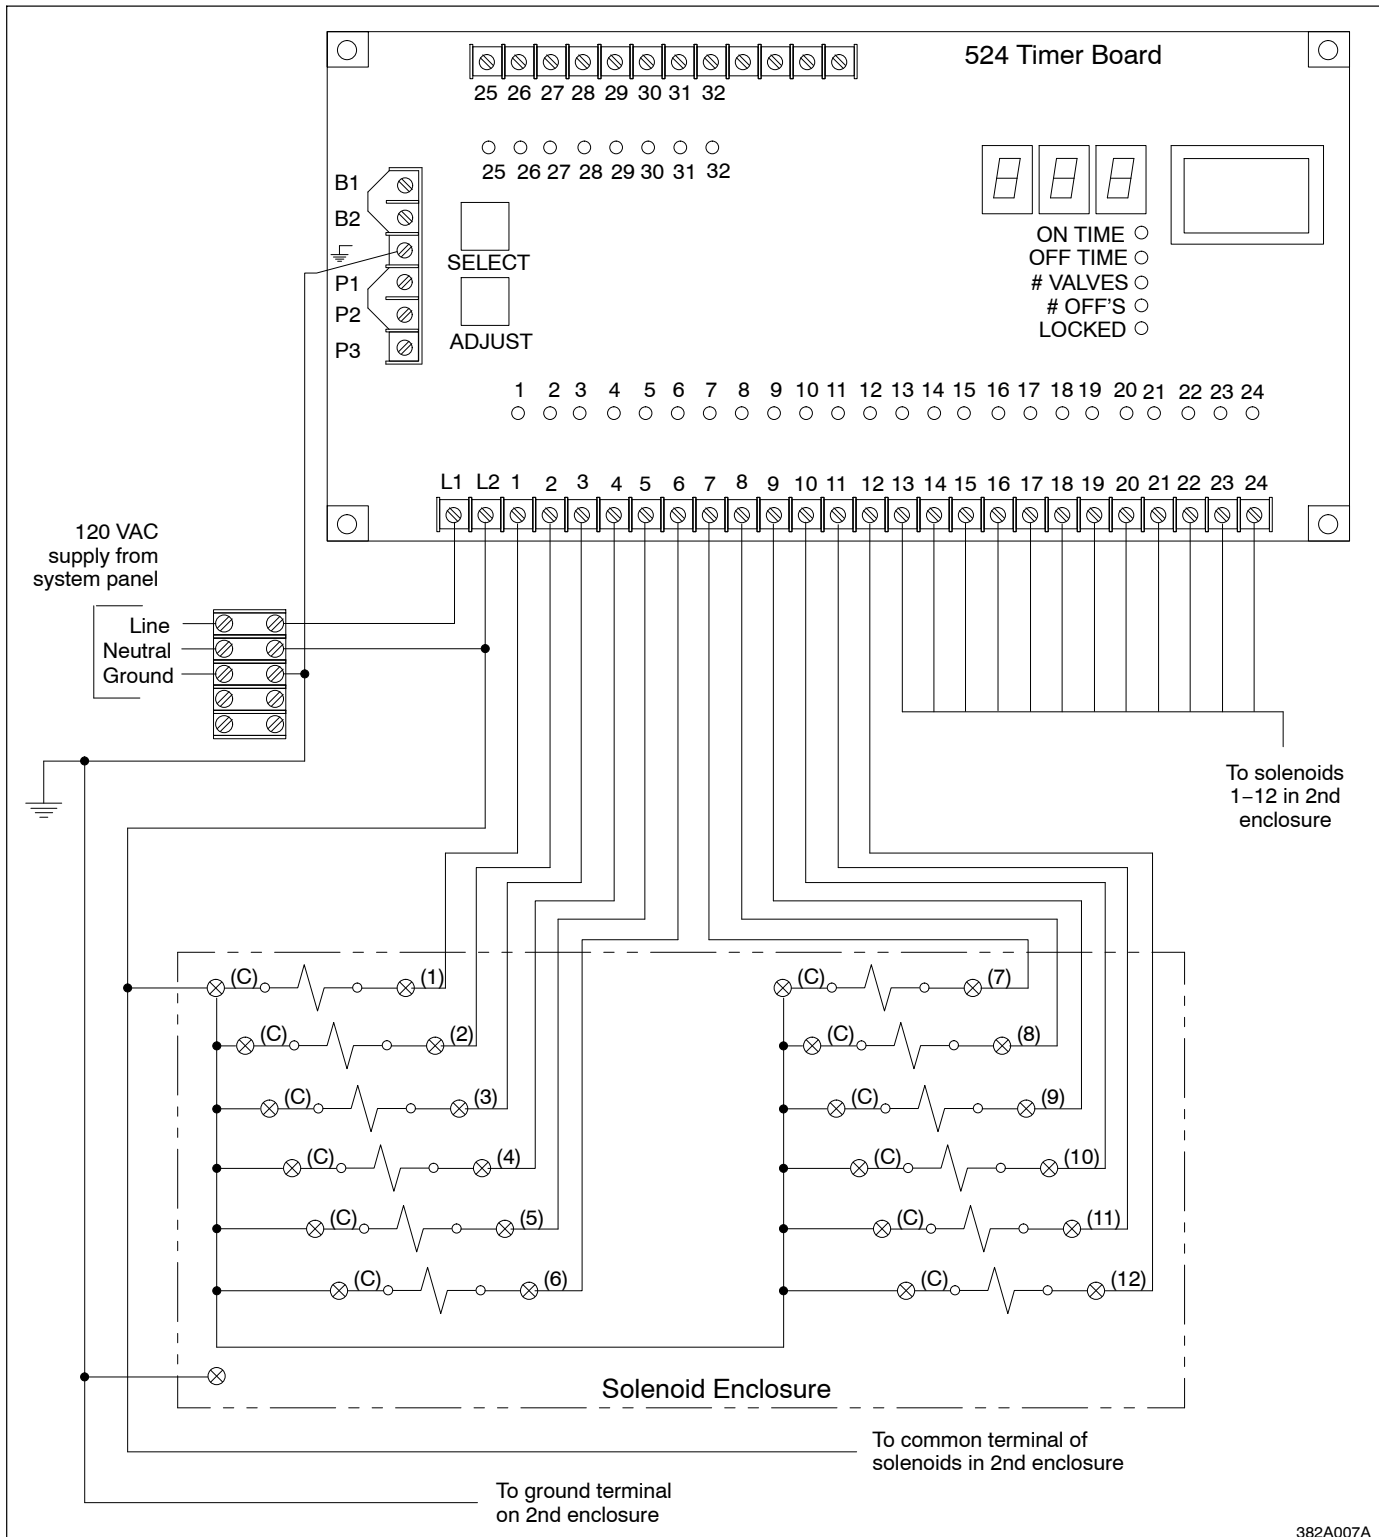 524 Timer Board
25 26 27 28 29 30 31 32
25 26 27 28 29 30 31 32
B1
B2
P1
P2
P3
SELECT
ADJUST
ON TIME
OFF TIME
# VALVES
# OFF'S
LOCKED
1 2 3 4 5 6 7 8 9 10 11 12 13 14 15 16 17 18 19 20 21 22 23 24
L1 L2 1 2 3 4 5 6 7 8 9 10 11 12 13 14 15 16 17 18 19 20 21 22 23 24
120 VAC
supply from
system panel
Line
Neutral
Ground
To solenoids
1–12 in 2nd
enclosure
(C) (1) (C) (7)
(C) (2) (C) (8)
(C) (3) (C) (9)
(C) (4) (C) (10)
(C) (5) (C) (11)
(C) (6) (C) (12)
Solenoid Enclosure
To common terminal of
solenoids in 2nd enclosure
To ground terminal
on 2nd enclosure
382A007A